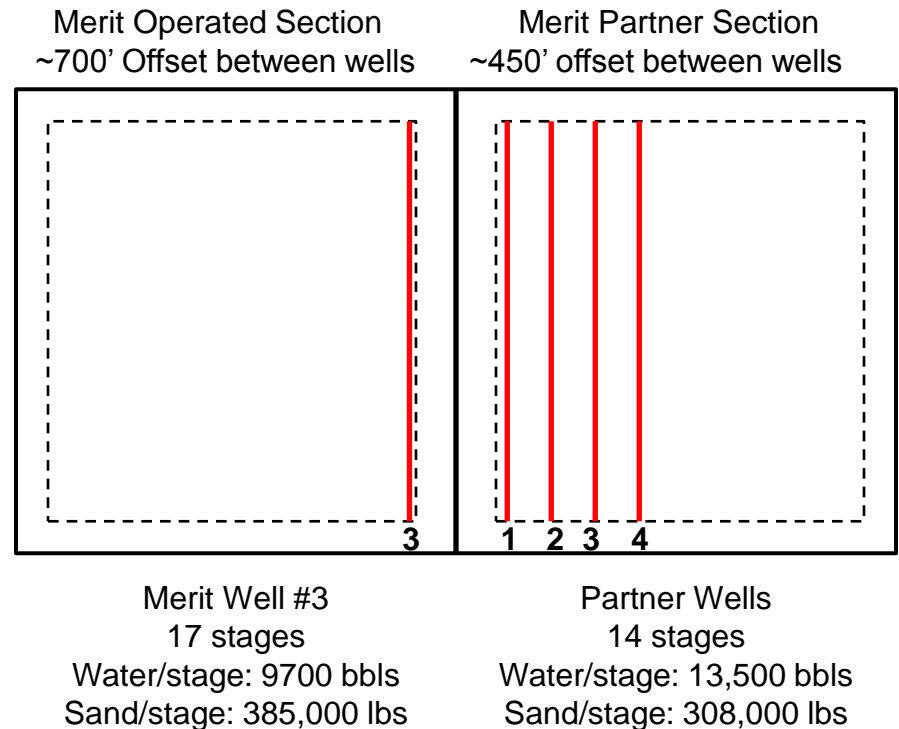 Merit Operated Section
~700’ Offset between wells
Merit Partner Section
~450’ offset between wells
3
1 2 3 4
Merit Well #3
17 stages
Water/stage: 9700 bbls
Sand/stage: 385,000 lbs
Partner Wells
14 stages
Water/stage: 13,500 bbls
Sand/stage: 308,000 lbs